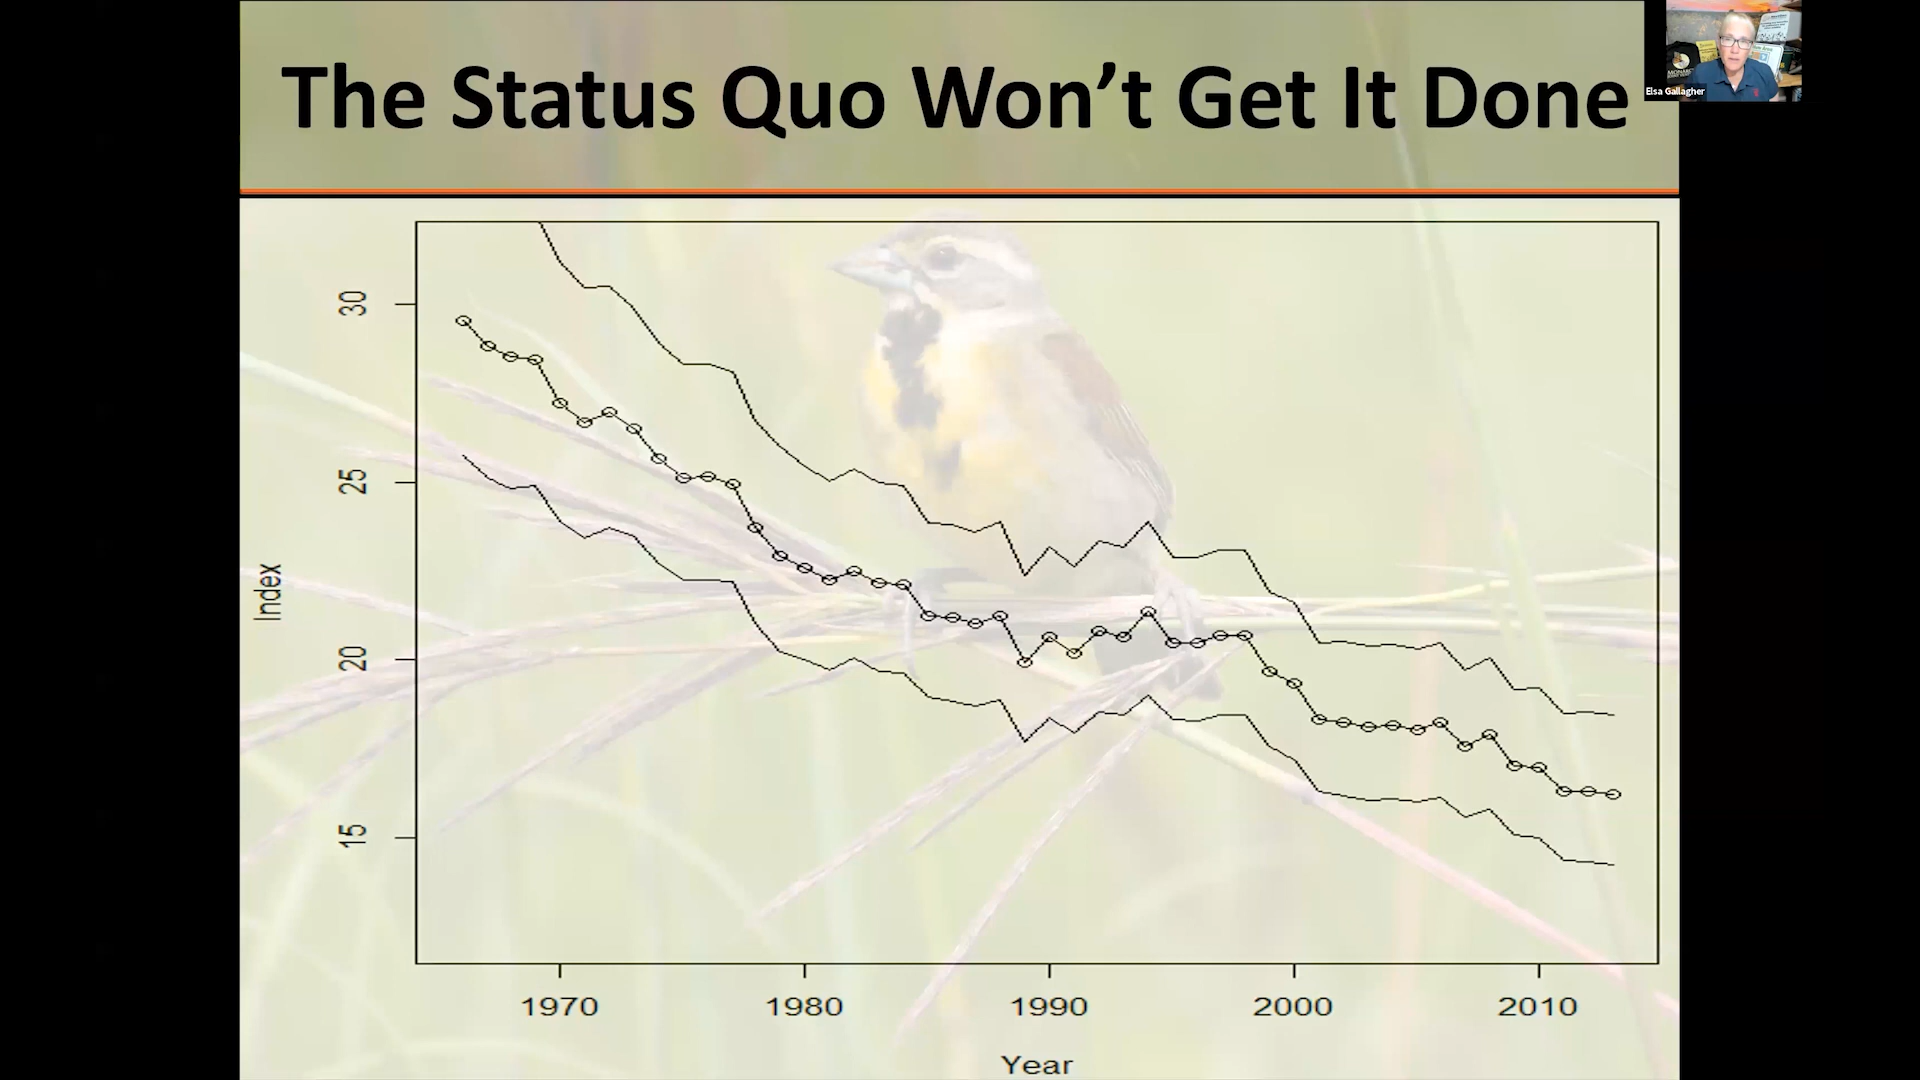 The Status Quo Won't Get It Done
Elsa Gallagher
MONARC
30
25
20
15
Index
1970 1980 1990 2000 2010
Year